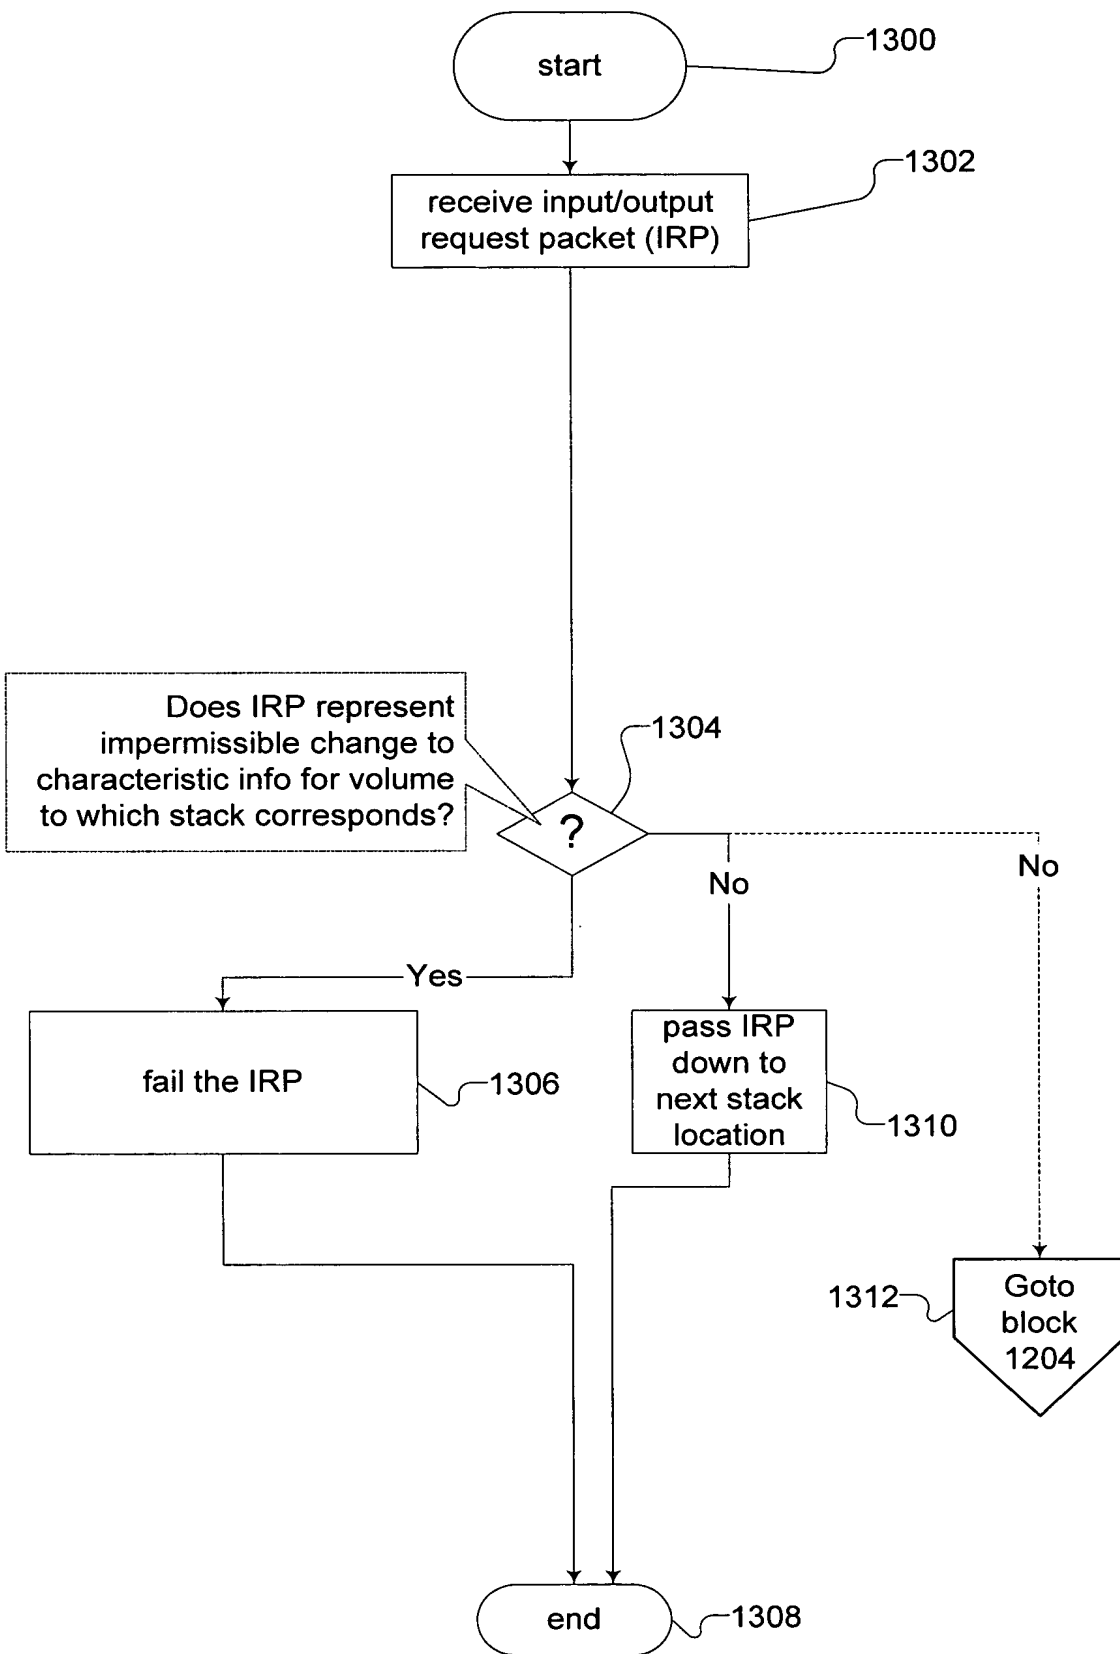 start
1300
receive input/output
request packet (IRP)
1302
Does IRP represent
impermissible change to
characteristic info for volume
to which stack corresponds?
1304
?
No
No
Yes
fail the IRP
1306
pass IRP
down to
next stack
location
1310
1312
Goto
block
1204
end
1308